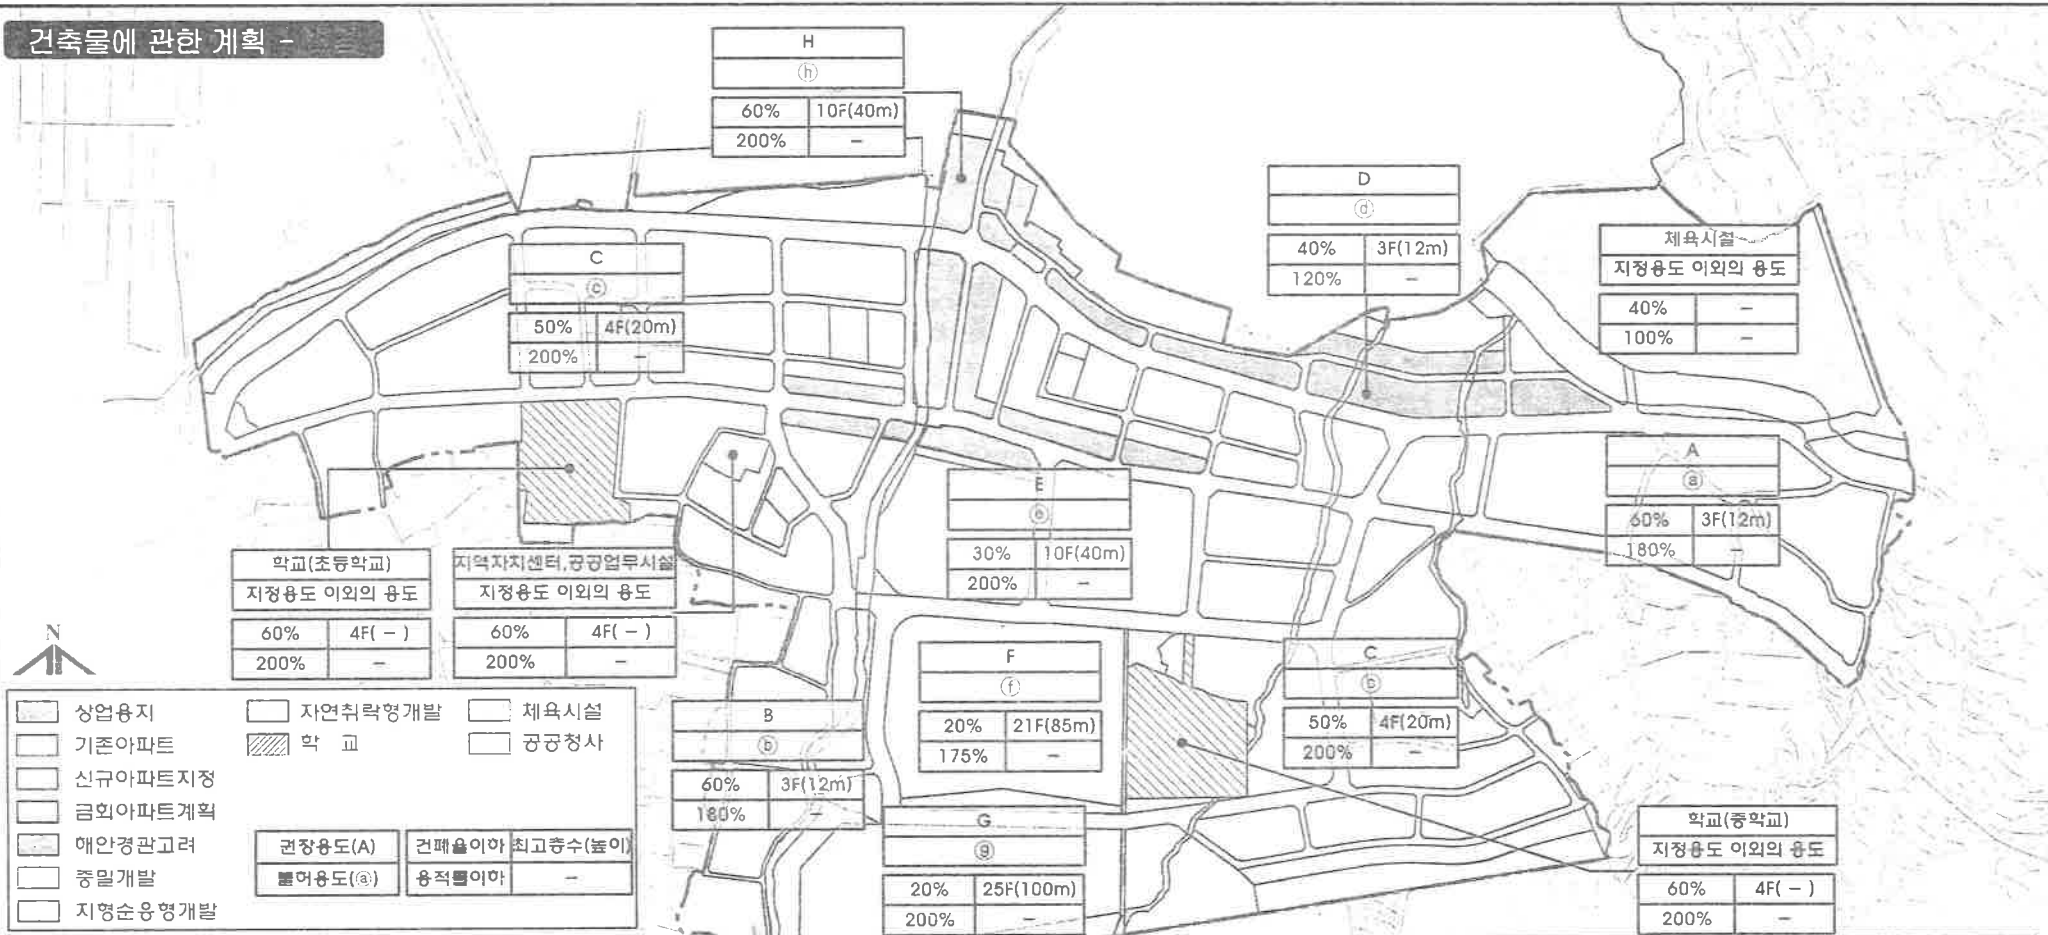 건축물에 관한 계획 -
H
ⓗ
60% 10F(40m)
200% -
D
ⓓ
40% 3F(12m)
120% -
체육시설
지정용도 이외의 용도
40% -
100% -
C
ⓒ
50% 4F(20m)
200% -
A
ⓐ
60% 3F(12m)
180% -
E
ⓔ
30% 10F(40m)
200% -
학교(초등학교)
지정용도 이외의 용도
60% 4F( - )
200% -
지역자치센터,공공업무시설
지정용도 이외의 용도
60% 4F( - )
200% -
N
F
ⓕ
20% 21F(85m)
175% -
C
ⓒ
50% 4F(20m)
200% -
B
ⓑ
60% 3F(12m)
180% -
G
ⓖ
20% 25F(100m)
200% -
학교(중학교)
지정용도 이외의 용도
60% 4F( - )
200% -
상업용지 자연취락형개발 체육시설
기존아파트 학 교 공공청사
신규아파트지정
금회아파트계획
해안경관고려
중밀개발
지형순응형개발
권장용도(A) 건폐율이하 최고층수(높이)
불허용도(ⓐ) 용적률이하 -